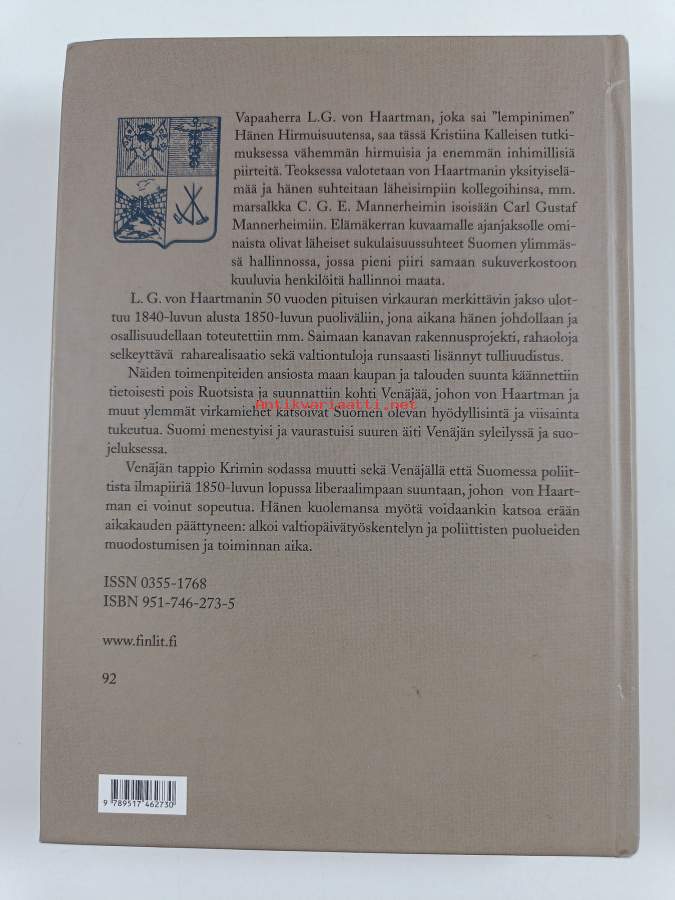 Vapaaherra L.G. von Haartman, joka sai ”lempinimen”
Hänen Hirmuisuutensa, saa tässä Kristiina Kalleisen tutki-
muksessa vähemmän hirmuisia ja enemmän inhimillisiä
piirteitä. Teoksessa valotetaan von Haartmanin yksityiselä-
mää ja hänen suhteitaan läheisimpiin kollegoihinsa, mm.
marsalkka C. G. E. Mannerheimin isoisään Carl Gustaf
Mannerheimiin. Elämäkerran kuvaamalle ajanjaksolle omi-
naista olivat läheiset sukulaisuussuhteet Suomen ylimmäs-
sä hallinnossa, jossa pieni piiri samaan sukuverkostoon
kuuluvia henkilöitä hallinnoi maata.
L. G. von Haartmanin 50 vuoden pituisen virkauran merkittävin jakso ulot-
tuu 1840-luvun alusta 1850-luvun puoliväliin, jona aikana hänen johdollaan ja
osallisuudellaan toteutettiin mm. Saimaan kanavan rakennusprojekti, rahaoloja
selkeyttävä raharealisaatio sekä valtiontuloja runsaasti lisännyt tulliuudistus.
Näiden toimenpiteiden ansiosta maan kaupan ja talouden suunta käännettiin
tietoisesti pois Ruotsista ja suunnattiin kohti Venäjää, johon von Haartman ja
Antikvariaatti.net
muut ylemmät virkamiehet katsoivat Suomen olevan hyödyllisintä ja viisainta
tukeutua. Suomi menestyisi ja vaurastuisi suuren äiti Venäjän syleilyssä ja suo-
jeluksessa.
Venäjän tappio Krimin sodassa muutti sekä Venäjällä että Suomessa poliit-
tista ilmapiiriä 1850-luvun lopussa liberaalimpaan suuntaan, johon von Haart-
man ei voinut sopeutua. Hänen kuolemansa myötä voidaankin katsoa erään
aikakauden päättyneen: alkoi valtiopäivätyöskentelyn ja poliittisten puolueiden
muodostumisen ja toiminnan aika.
ISSN 0355-1768
ISBN 951-746-273-5
www.finlit.fi
92
9 789517 462730